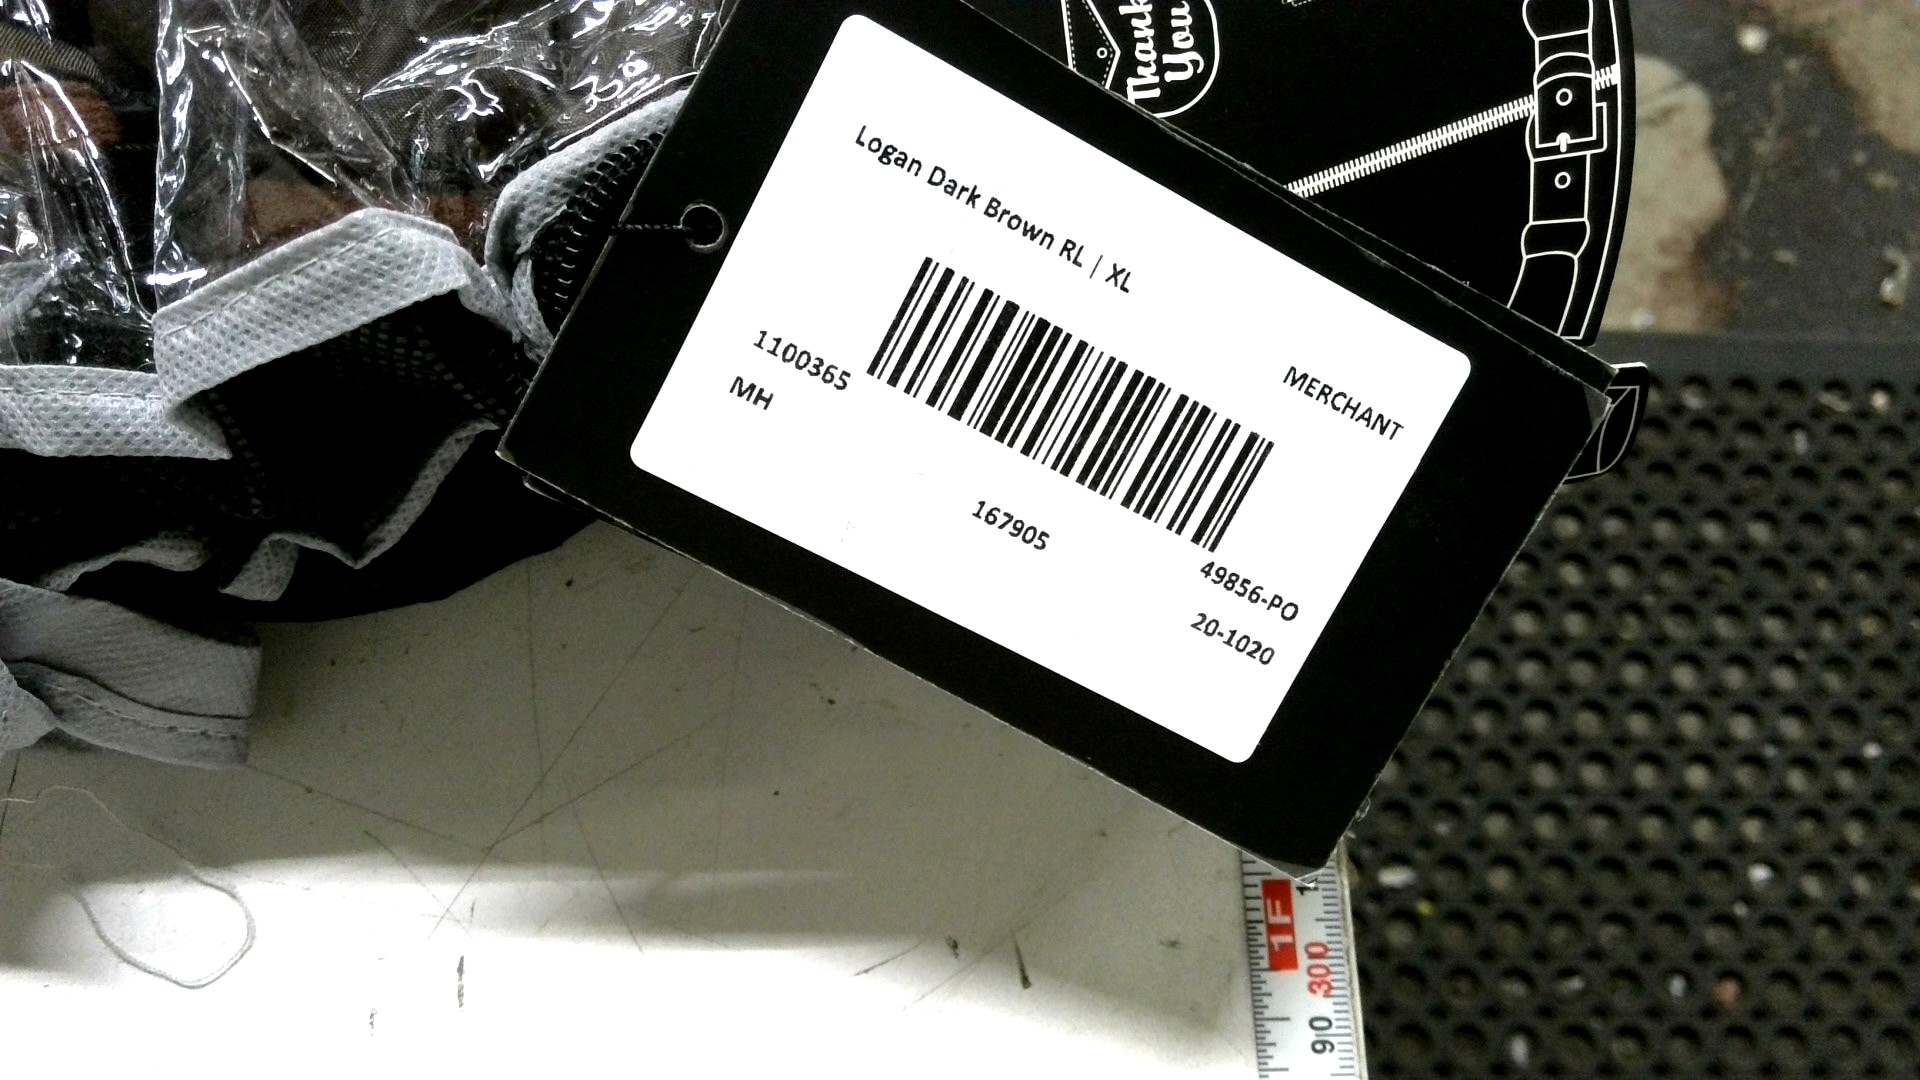 Thank
You
Logan Dark Brown RL | XL
1100365
MH
MERCHANT
167905
49856-PO
20-1020
1F
300
90